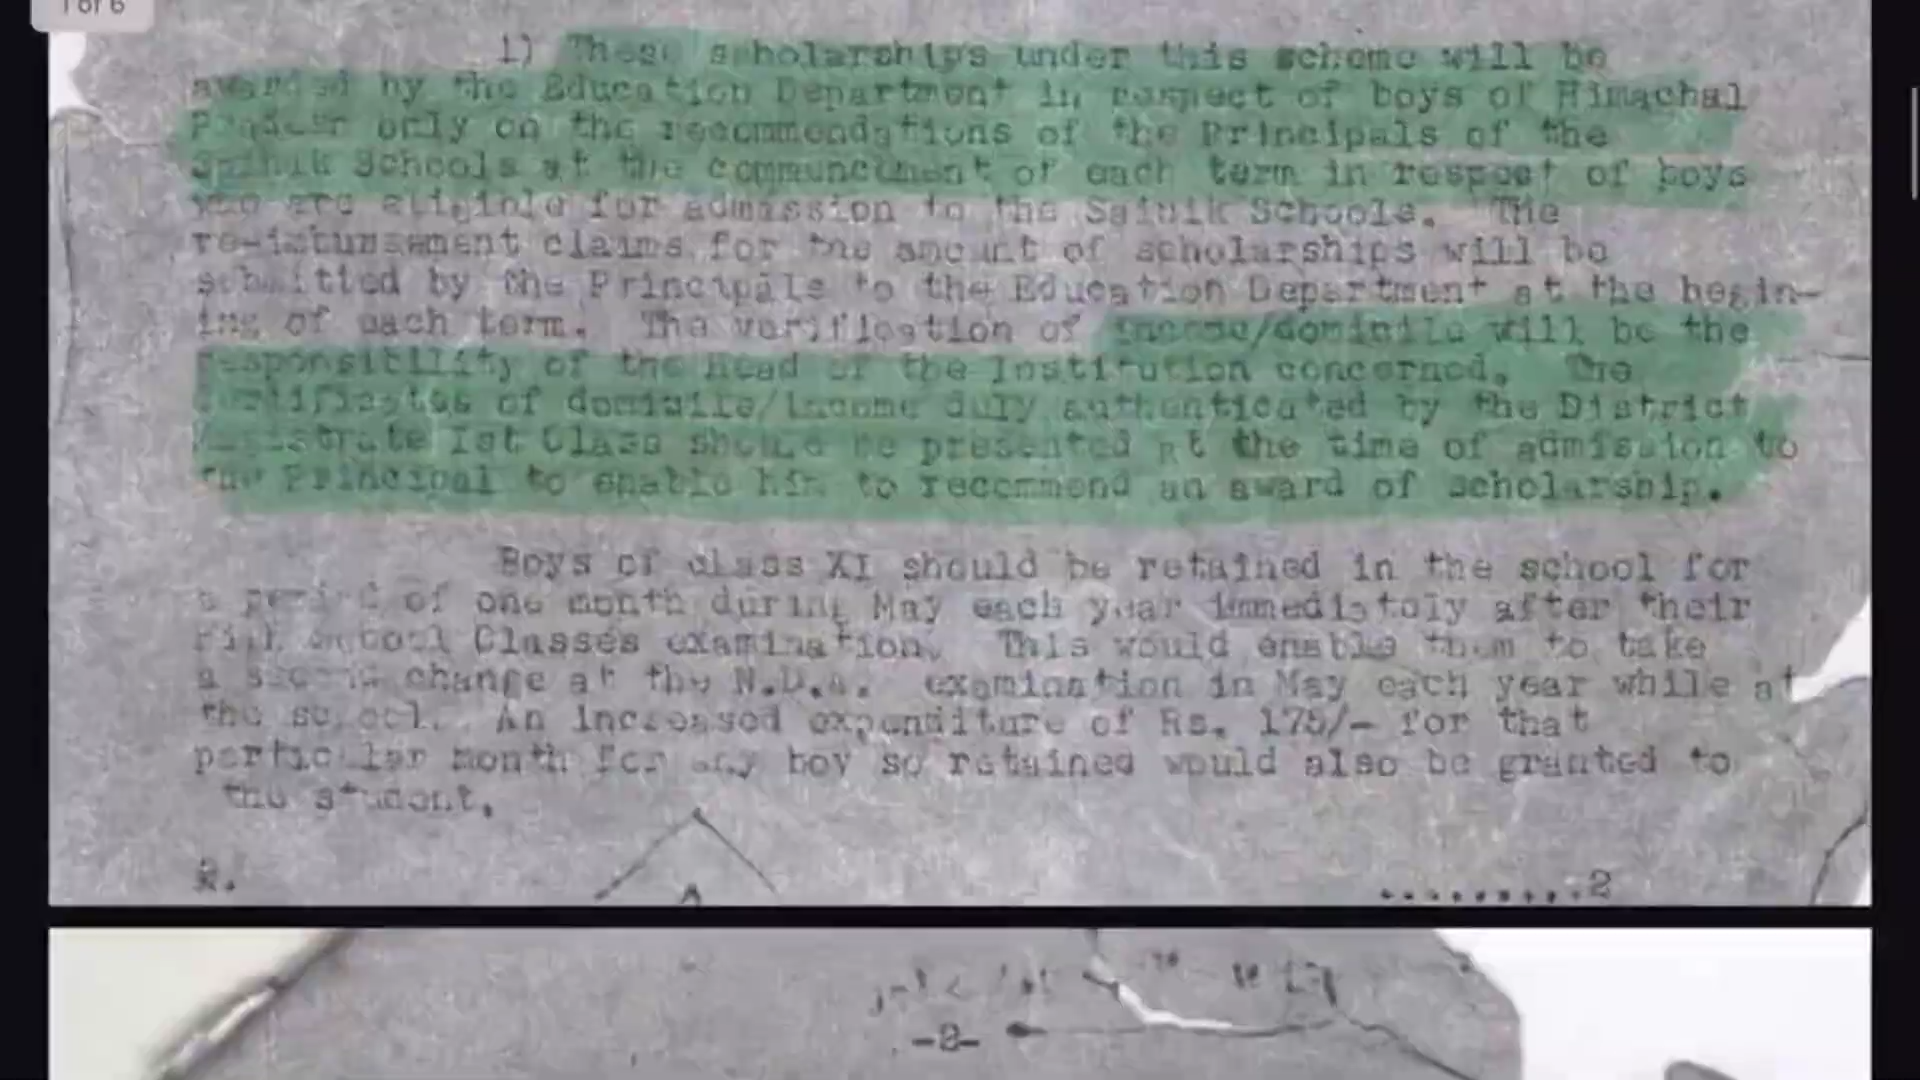 1 of 6
1) These scholarships under this scheme will be
awarded by the Education Department in respect of boys of Himachal
Pradesh only on the recommendations of the Principals of the
Sainik Schools at the communcement of each term in respect of boys
who are eligible for admission to the Sainik Schools. The
re-imbursement claims for the amount of scholarships will be
submitted by the Principals to the Education Department at the begin-
ing of each term. The verification of income/domicile will be the
responsibility of the Head of the Institution concerned. The
certificates of domicile/income duly authenticated by the District
Magistrate Ist Class should be presented at the time of admission to
the Principal to enable him to recommend an award of scholarship.
Boys of class XI should be retained in the school for
a period of one month during May each year immediately after their
School Classes examination. This would enable them to take
a second change at the N.D.A. examination in May each year while at
the school. An increased expenditure of Rs. 175/- for that
particular month for any boy so retained would also be granted to
the student.
2.
.........2
-2-